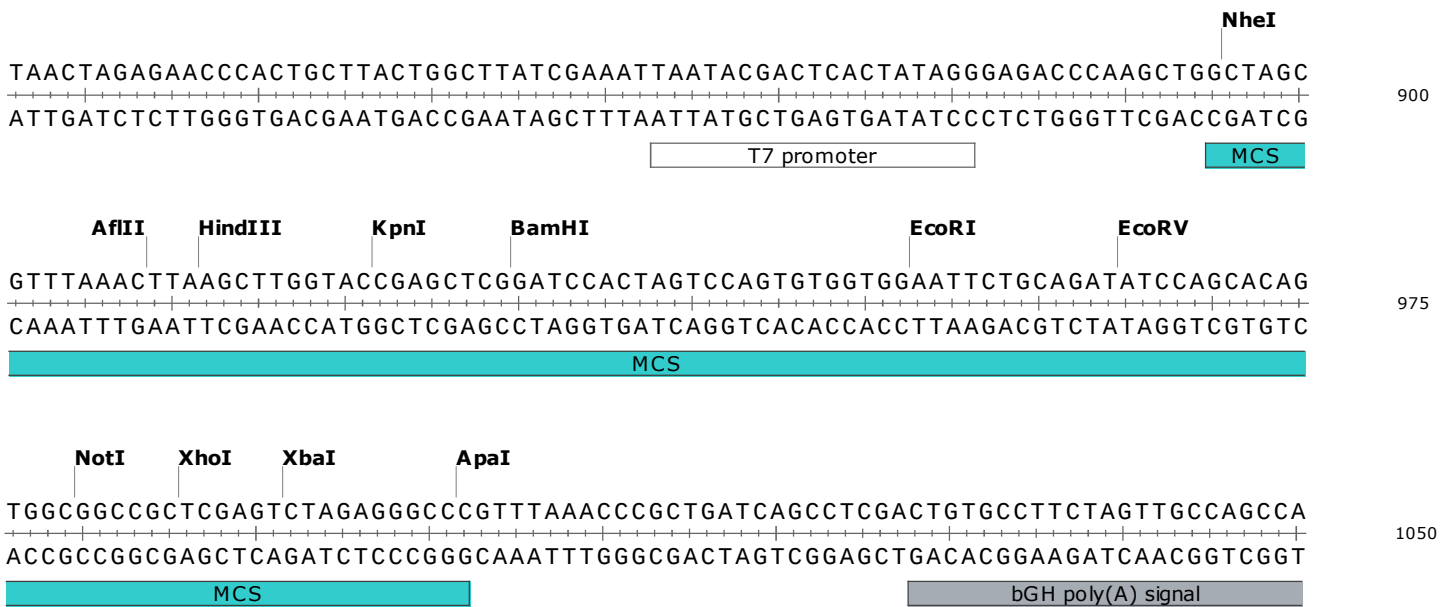 NheI
TAACTAGAGAACCCACTGCTTACTGGCTTATCGAAATTAATACGACTCACTATAGGGAGACCCAAGCTGGCTAGC
900
ATTGATCTCTTGGGTGACGAATGACCGAATAGCTTTAATTATGCTGAGTGATATCCCTCTGGGTTCGACCGATCG
T7 promoter MCS
AflII HindIII KpnI BamHI EcoRI EcoRV
GTTTAAACTTAAGCTTGGTACCGAGCTCGGATCCACTAGTCCAGTGTGGTGGAATTCTGCAGATATCCAGCACAG
975
CAAATTTGAATTCGAACCATGGCTCGAGCCTAGGTGATCAGGTCACACCACCTTAAGACGTCTATAGGTCGTGTC
MCS
NotI XhoI XbaI ApaI
TGGCGGCCGCTCGAGTCTAGAGGGCCCGTTTAAACCCGCTGATCAGCCTCGACTGTGCCTTCTAGTTGCCAGCCA
1050
ACCGCCGGCGAGCTCAGATCTCCCGGGCAAATTTGGGCGACTAGTCGGAGCTGACACGGAAGATCAACGGTCGGT
MCS bGH poly(A) signal